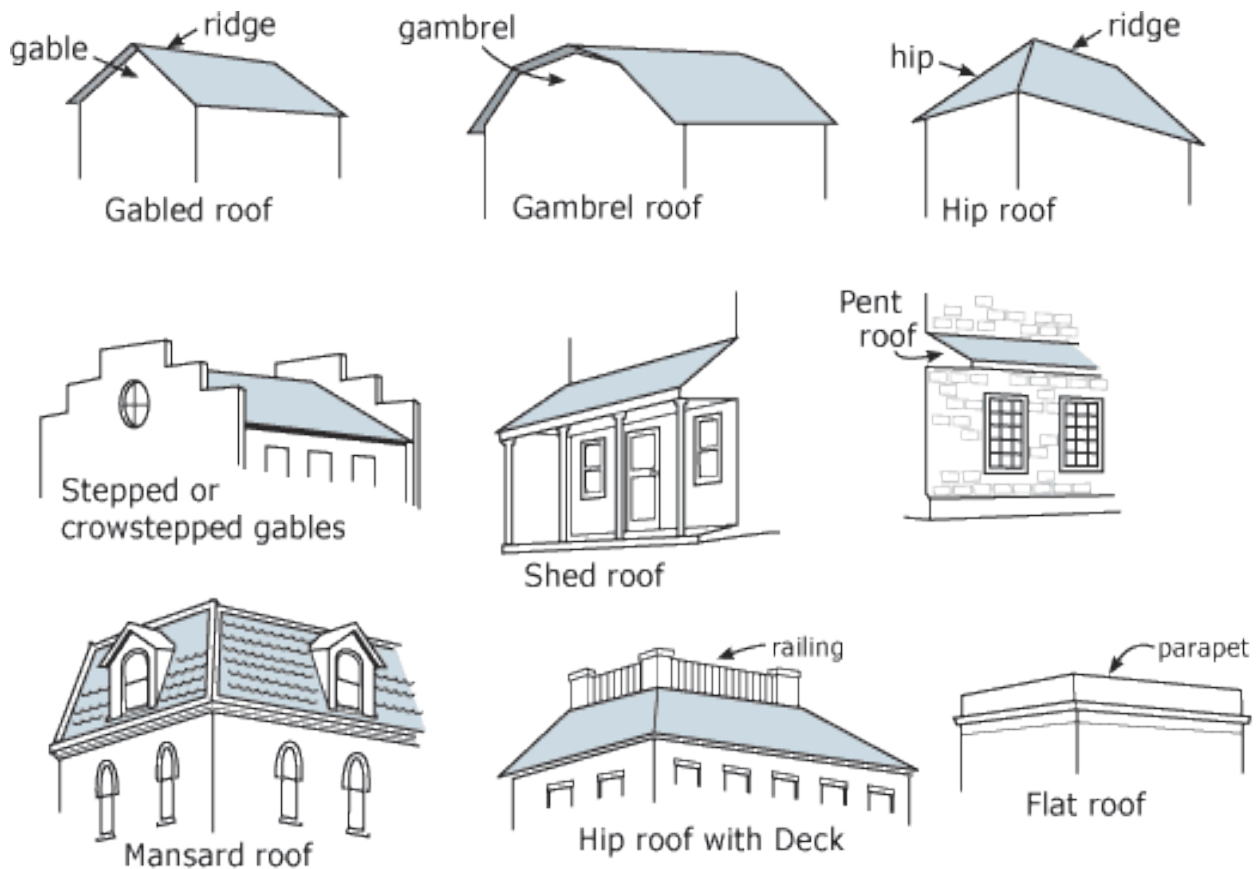 gable
ridge
Gabled roof
gambrel
Gambrel roof
hip
ridge
Hip roof
Stepped or
crowstepped gables
Shed roof
Pent
roof
Mansard roof
railing
Hip roof with Deck
parapet
Flat roof